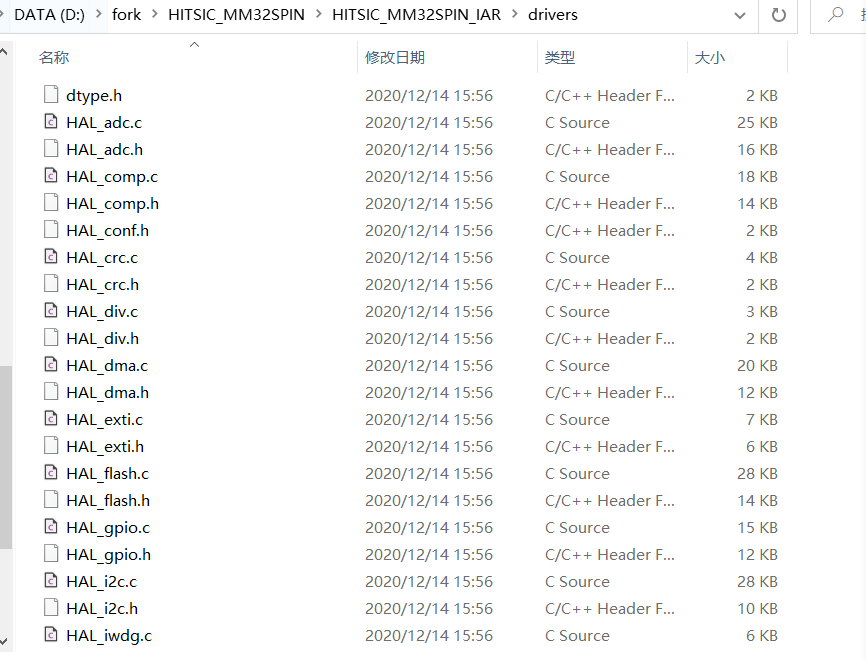 DATA (D:) > fork > HITSIC_MM32SPIN > HITSIC_MM32SPIN_IAR > drivers
名称 修改日期 类型 大小
dtype.h 2020/12/14 15:56 C/C++ Header F... 2 KB
HAL_adc.c 2020/12/14 15:56 C Source 25 KB
HAL_adc.h 2020/12/14 15:56 C/C++ Header F... 16 KB
HAL_comp.c 2020/12/14 15:56 C Source 18 KB
HAL_comp.h 2020/12/14 15:56 C/C++ Header F... 14 KB
HAL_conf.h 2020/12/14 15:56 C/C++ Header F... 2 KB
HAL_crc.c 2020/12/14 15:56 C Source 4 KB
HAL_crc.h 2020/12/14 15:56 C/C++ Header F... 2 KB
HAL_div.c 2020/12/14 15:56 C Source 3 KB
HAL_div.h 2020/12/14 15:56 C/C++ Header F... 2 KB
HAL_dma.c 2020/12/14 15:56 C Source 20 KB
HAL_dma.h 2020/12/14 15:56 C/C++ Header F... 12 KB
HAL_exti.c 2020/12/14 15:56 C Source 7 KB
HAL_exti.h 2020/12/14 15:56 C/C++ Header F... 6 KB
HAL_flash.c 2020/12/14 15:56 C Source 28 KB
HAL_flash.h 2020/12/14 15:56 C/C++ Header F... 14 KB
HAL_gpio.c 2020/12/14 15:56 C Source 15 KB
HAL_gpio.h 2020/12/14 15:56 C/C++ Header F... 12 KB
HAL_i2c.c 2020/12/14 15:56 C Source 28 KB
HAL_i2c.h 2020/12/14 15:56 C/C++ Header F... 10 KB
HAL_iwdg.c 2020/12/14 15:56 C Source 6 KB